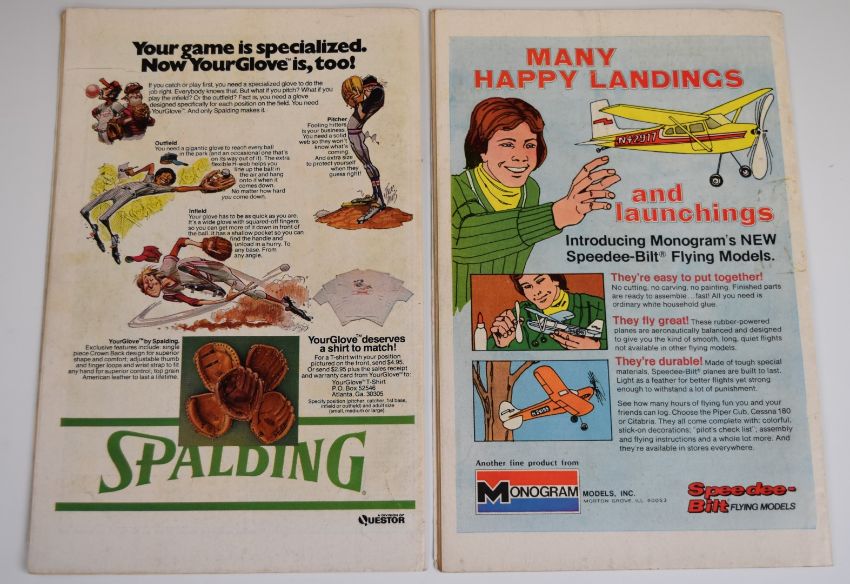 Your game is specialized.
Now YourGlove™ is, too!
If you catch or play first, you need a specialized glove to do the
job right. Everybody knows that. But what if you pitch? What if you
play the infield? Or the outfield? Fact is, you need a glove
designed specifically for each position on the field. You need
YourGlove.™ And only Spalding makes it.
Outfield
You need a gigantic glove to reach every ball
in the park (and an occasional one that's
on its way out of it). The extra
flexible H-web helps you
line up the ball in
the air and hang
onto it when it
comes down.
No matter how hard
you come down.
Pitcher
Fooling hitters
is your business.
You need a solid
web so they won't
know what's
coming.
And extra size
to protect yourself
when they
guess right!
Infield
Your glove has to be as quick as you are.
It's a wide glove with squared-off fingers
so you can get more of it down in front of
the ball. It has a shallow pocket so you can
find the handle and
unload in a hurry. To
any base. From
any angle.
YourGlove™ by Spalding.
Exclusive features include: single
piece Crown Back design for superior
shape and comfort; adjustable thumb
and finger loops and wrist strap to fit
any hand for superior control; top grain
American leather to last a lifetime.
YourGlove™ deserves
a shirt to match!
For a T-shirt with your position
pictured on the front, send $4.95.
Or send $2.95 plus the sales receipt
and warranty card from YourGlove™ to:
YourGlove™ T-Shirt
P.O. Box 52546
Atlanta, Ga. 30305
Specify position (pitcher, catcher, 1st base,
infield or outfield) and adult size
(small, medium or large)
SPALDING®
A DIVISION OF
QUESTOR
MANY
HAPPY LANDINGS
N42917
and
launchings
Introducing Monogram's NEW
Speedee-Bilt® Flying Models.
They're easy to put together!
No cutting, no carving, no painting. Finished parts
are ready to assemble...fast! All you need is
ordinary white household glue.
They fly great! These rubber-powered
planes are aeronautically balanced and designed
to give you the kind of smooth, long, quiet flights
not available in other flying models.
They're durable! Made of tough special
materials, Speedee-Bilt® planes are built to last.
Light as a feather for better flights yet strong
enough to withstand a lot of punishment.
See how many hours of flying fun you and your
friends can log. Choose the Piper Cub, Cessna 180
or Citabria. They all come complete with: colorful,
stick-on decorations; "pilot's check list"; assembly
and flying instructions and a whole lot more. And
they're available in stores everywhere.
Another fine product from
MONOGRAM MODELS, INC.
MORTON GROVE, ILL 60053
Speedee-
Bilt FLYING MODELS